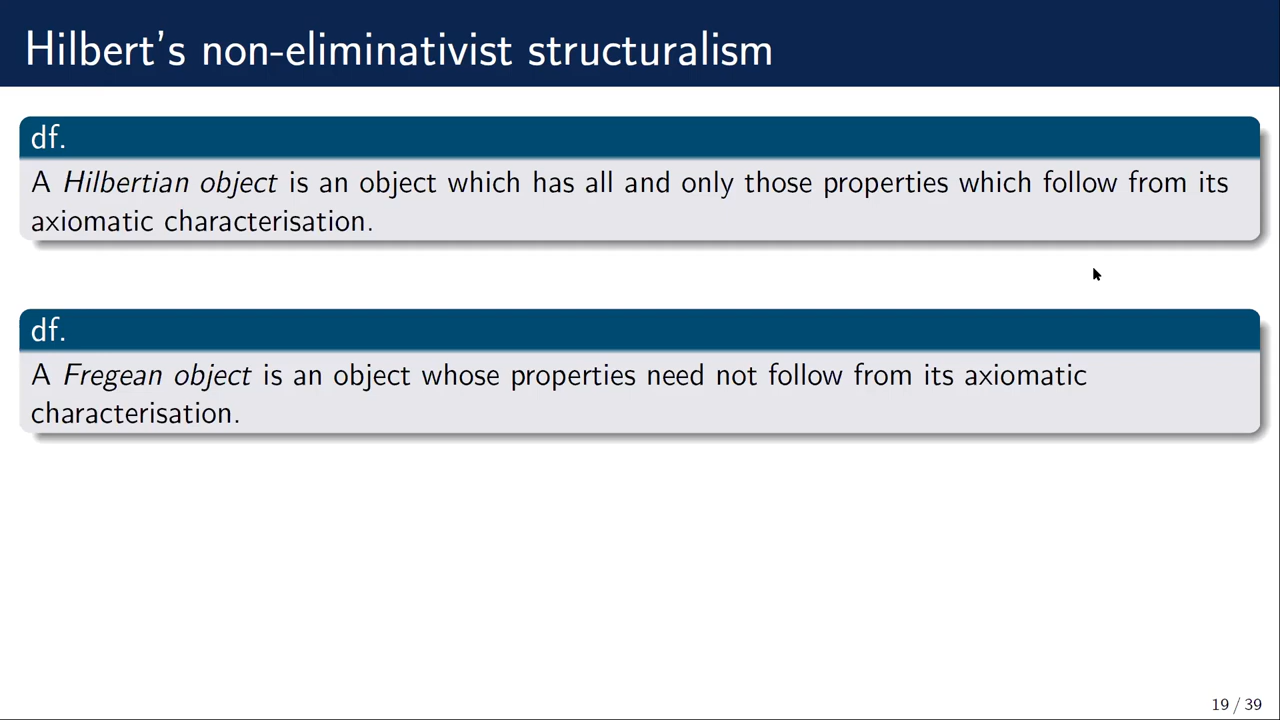 Hilbert's non-eliminativist structuralism
df.
A Hilbertian object is an object which has all and only those properties which follow from its
axiomatic characterisation.
df.
A Fregean object is an object whose properties need not follow from its axiomatic
characterisation.
19 / 39